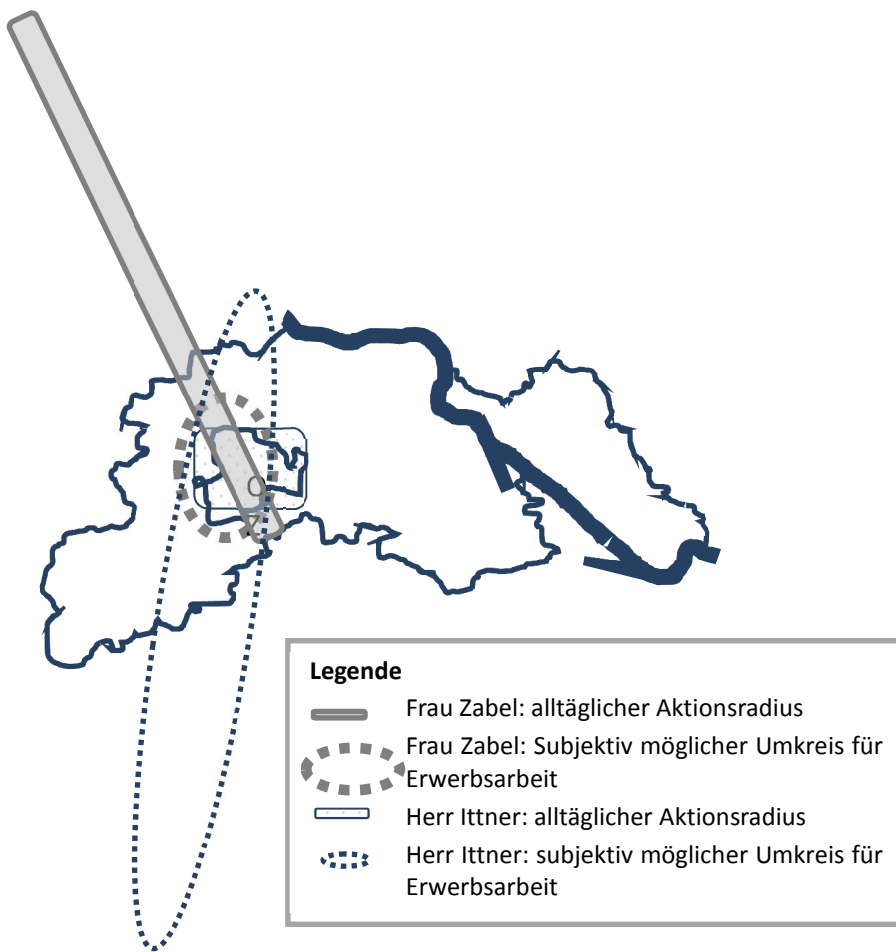 Legende
Frau Zabel: alltäglicher Aktionsradius
Frau Zabel: Subjektiv möglicher Umkreis für
Erwerbsarbeit
Herr Ittner: alltäglicher Aktionsradius
Herr Ittner: subjektiv möglicher Umkreis für
Erwerbsarbeit